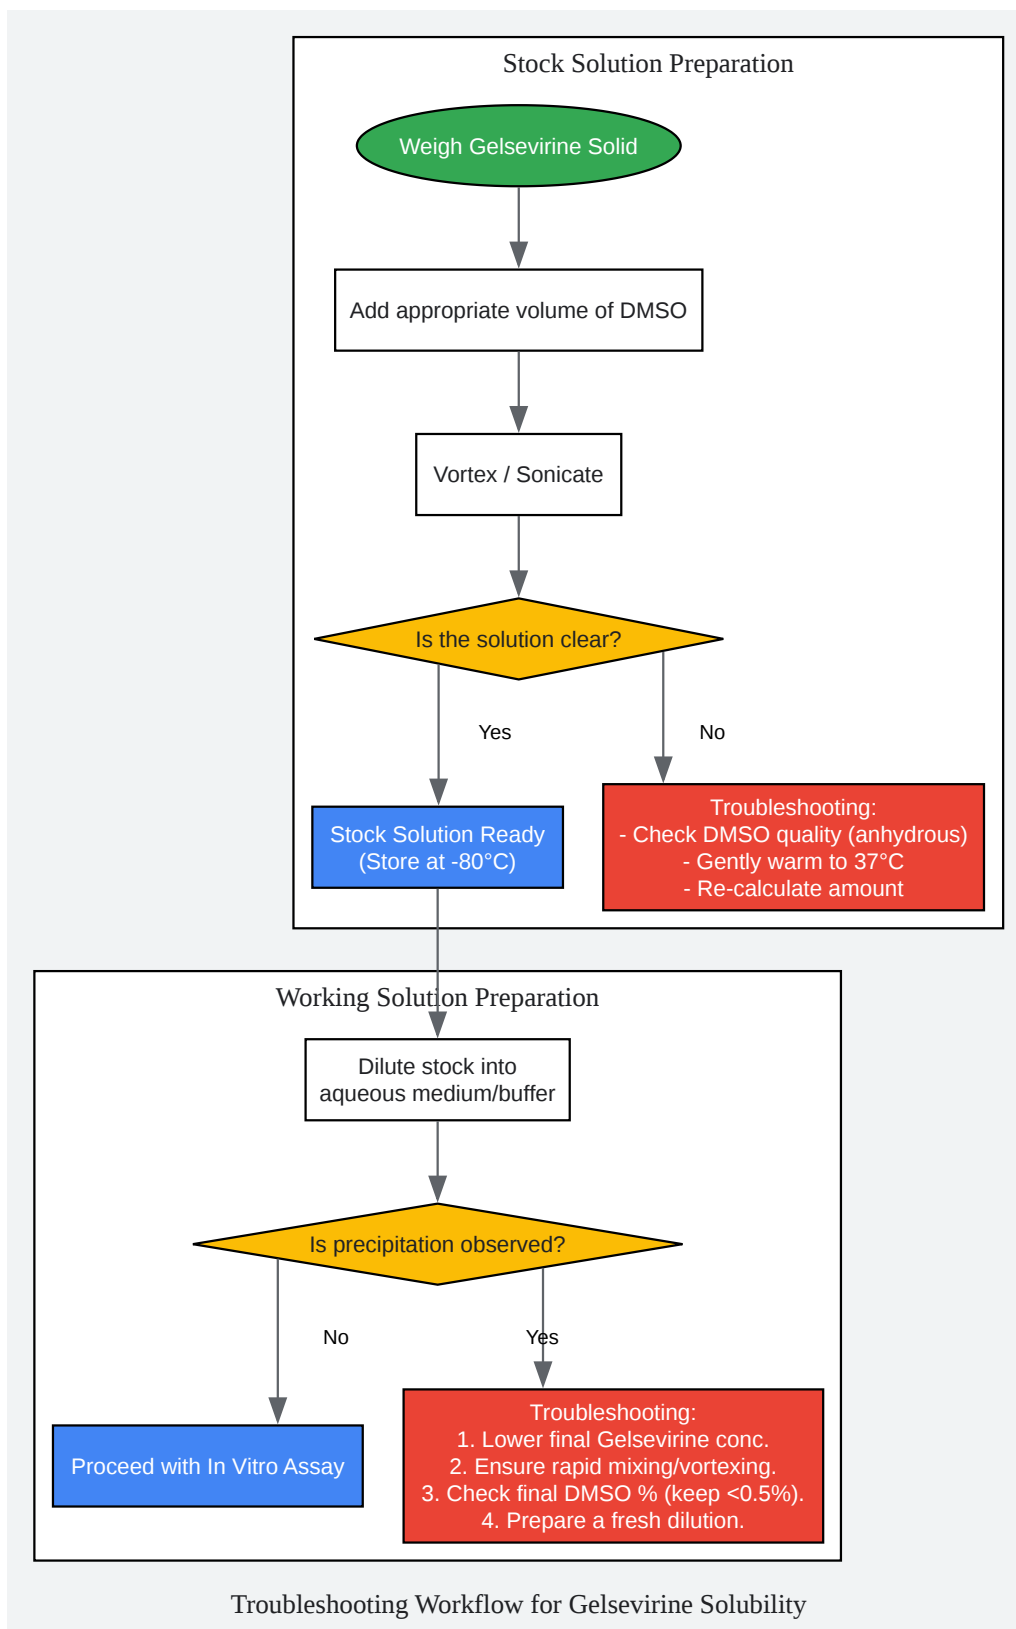 Stock Solution Preparation
Weigh Gelsevirine Solid
Add appropriate volume of DMSO
Vortex / Sonicate
Is the solution clear?
Yes
No
Stock Solution Ready
(Store at -80°C)
Troubleshooting:
- Check DMSO quality (anhydrous)
- Gently warm to 37°C
- Re-calculate amount
Working Solution Preparation
Dilute stock into
aqueous medium/buffer
Is precipitation observed?
No
Yes
Proceed with In Vitro Assay
Troubleshooting:
1. Lower final Gelsevirine conc.
2. Ensure rapid mixing/vortexing.
3. Check final DMSO % (keep <0.5%).
4. Prepare a fresh dilution.
Troubleshooting Workflow for Gelsevirine Solubility